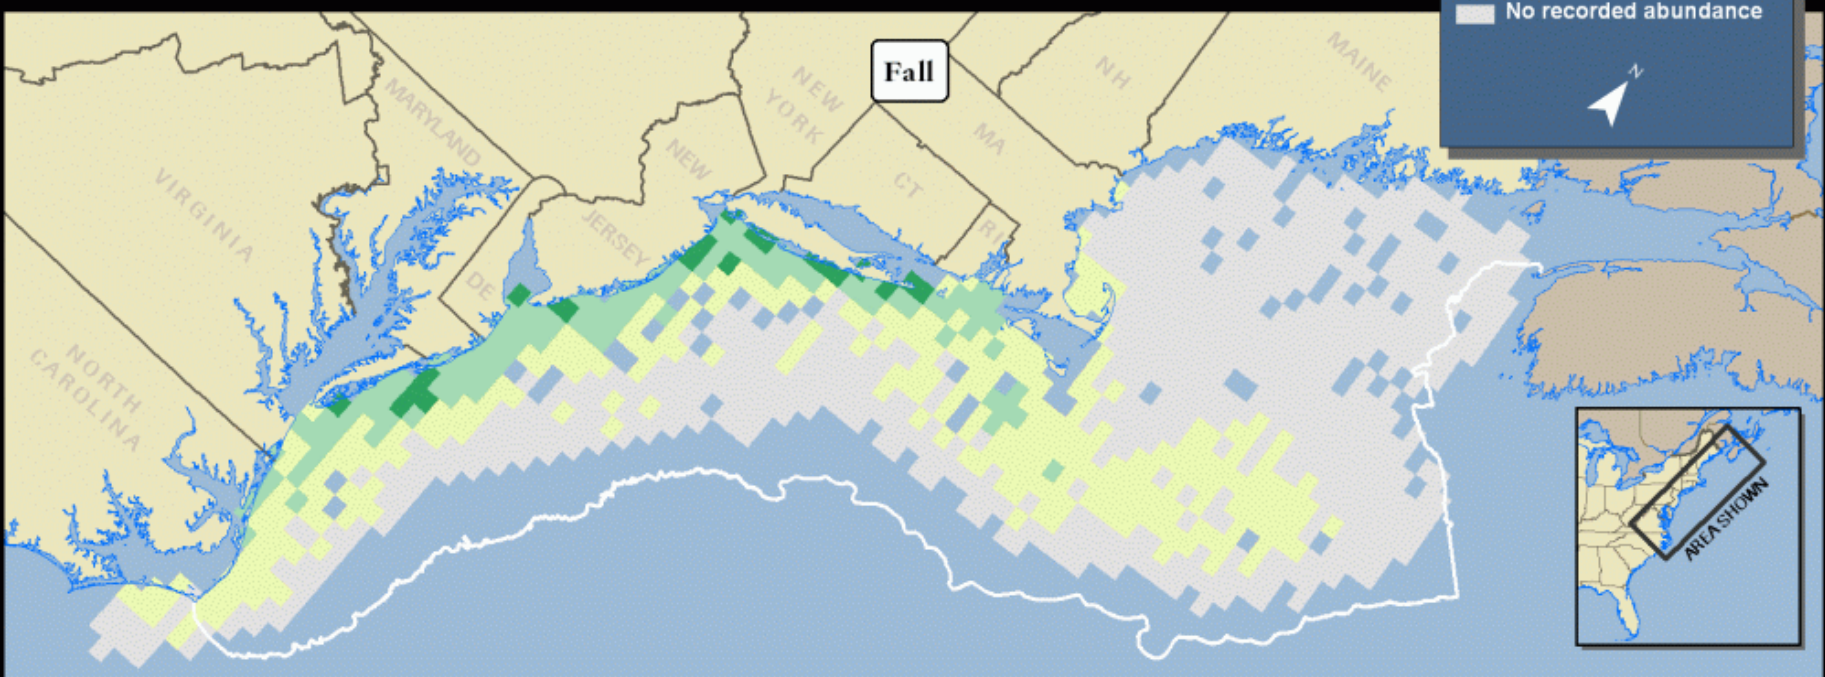 No recorded abundance
N
Fall
MAINE
NH
NEW
YORK
MARYLAND
MA
NEW
JERSEY
CT
VIRGINIA
RI
DE
NORTH
CAROLINA
AREA SHOWN